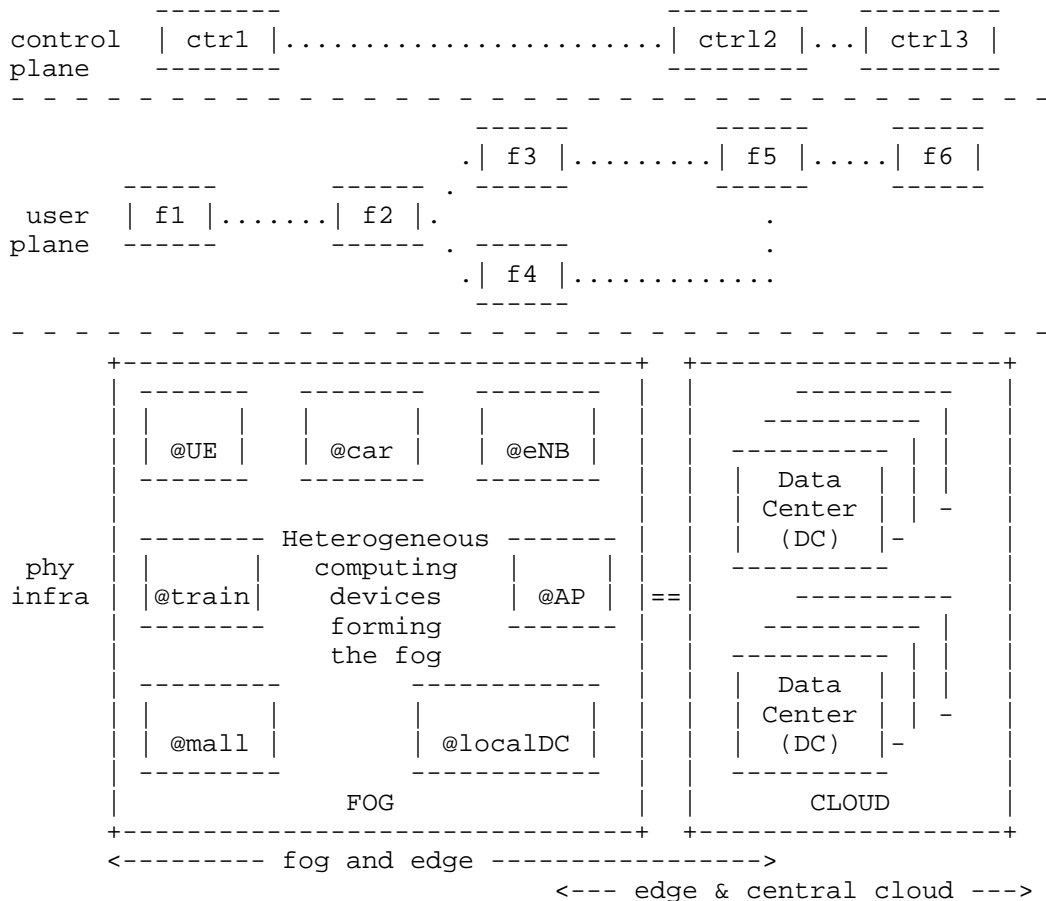 --------                        ---------   ---------
control  | ctr1 |........................| ctrl2 |...| ctrl3 |
plane    --------                        ---------   ---------
- - - - - - - - - - - - - - - - - - - - - - - - - - - - - - - - -
                             ------         ------     ------
                            .| f3 |.........| f5 |.....| f6 |
       ------       ------ . ------         ------     ------
 user  | f1 |.......| f2 |.                    .
plane  ------       ------ . ------            .
                            .| f4 |.............
                             ------
- - - - - - - - - - - - - - - - - - - - - - - - - - - - - - - - -
      +--------------------------------+  +-------------------+
      | -------   --------   --------  |  |      ----------   |
      | |     |   |      |   |      |  |  |    ---------- |   |
      | | @UE |   | @car |   | @eNB |  |  |  ---------- | |   |
      | -------   --------   --------  |  |  |  Data  | | |   |
      |                                |  |  | Center | | -   |
      | -------- Heterogeneous ------- |  |  |  (DC)  |-      |
 phy  | |      |   computing   |     | |  |  ----------       |
infra | |@train|    devices    | @AP | |==|      ----------   |
      | --------    forming    ------- |  |    ---------- |   |
      |             the fog            |  |  ---------- | |   |
      | ---------        ------------  |  |  |  Data  | | |   |
      | |       |        |          |  |  |  | Center | | -   |
      | | @mall |        | @localDC |  |  |  |  (DC)  |-      |
      | ---------        ------------  |  |  ----------       |
      |              FOG               |  |       CLOUD       |
      +--------------------------------+  +-------------------+
      <--------- fog and edge ----------------->
                                  <--- edge & central cloud --->